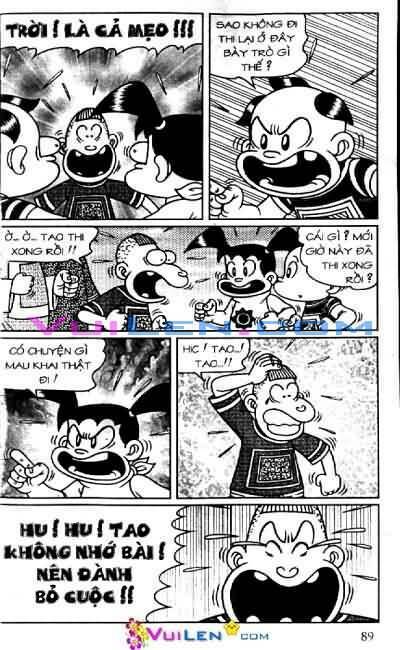 TRỜI! LÀ CẢ MẸO!!!
SAO KHÔNG ĐI
THI LẠI Ở ĐÂY
BÀY TRÒ GÌ
THẾ?
Ờ... Ờ... TAO THI
XONG RỒI!!
CÁI GÌ? MỚI
GIỜ NÀY ĐÃ
THI XONG
RỒI?
VUILEN.COM
CÓ CHUYỆN GÌ
MAU KHAI THẬT
ĐI!
HIC! TAO...!
TAO...!!
HU! HU! TAO
KHÔNG NHỚ BÀI!
NÊN ĐÀNH
BỎ CUỘC!!
VUILEN.COM
89